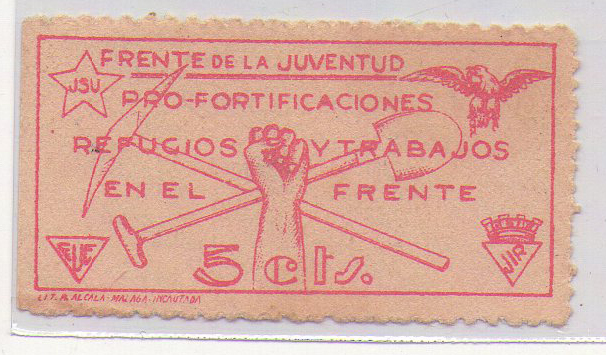 FRENTE DE LA JUVENTUD
JSU
PRO-FORTIFICACIONES
REFUGIOS Y TRABAJOS
EN EL FRENTE
FUE
5 cts.
JIR
LIT. R. ALCALA-MALAGA-INCAUTADA